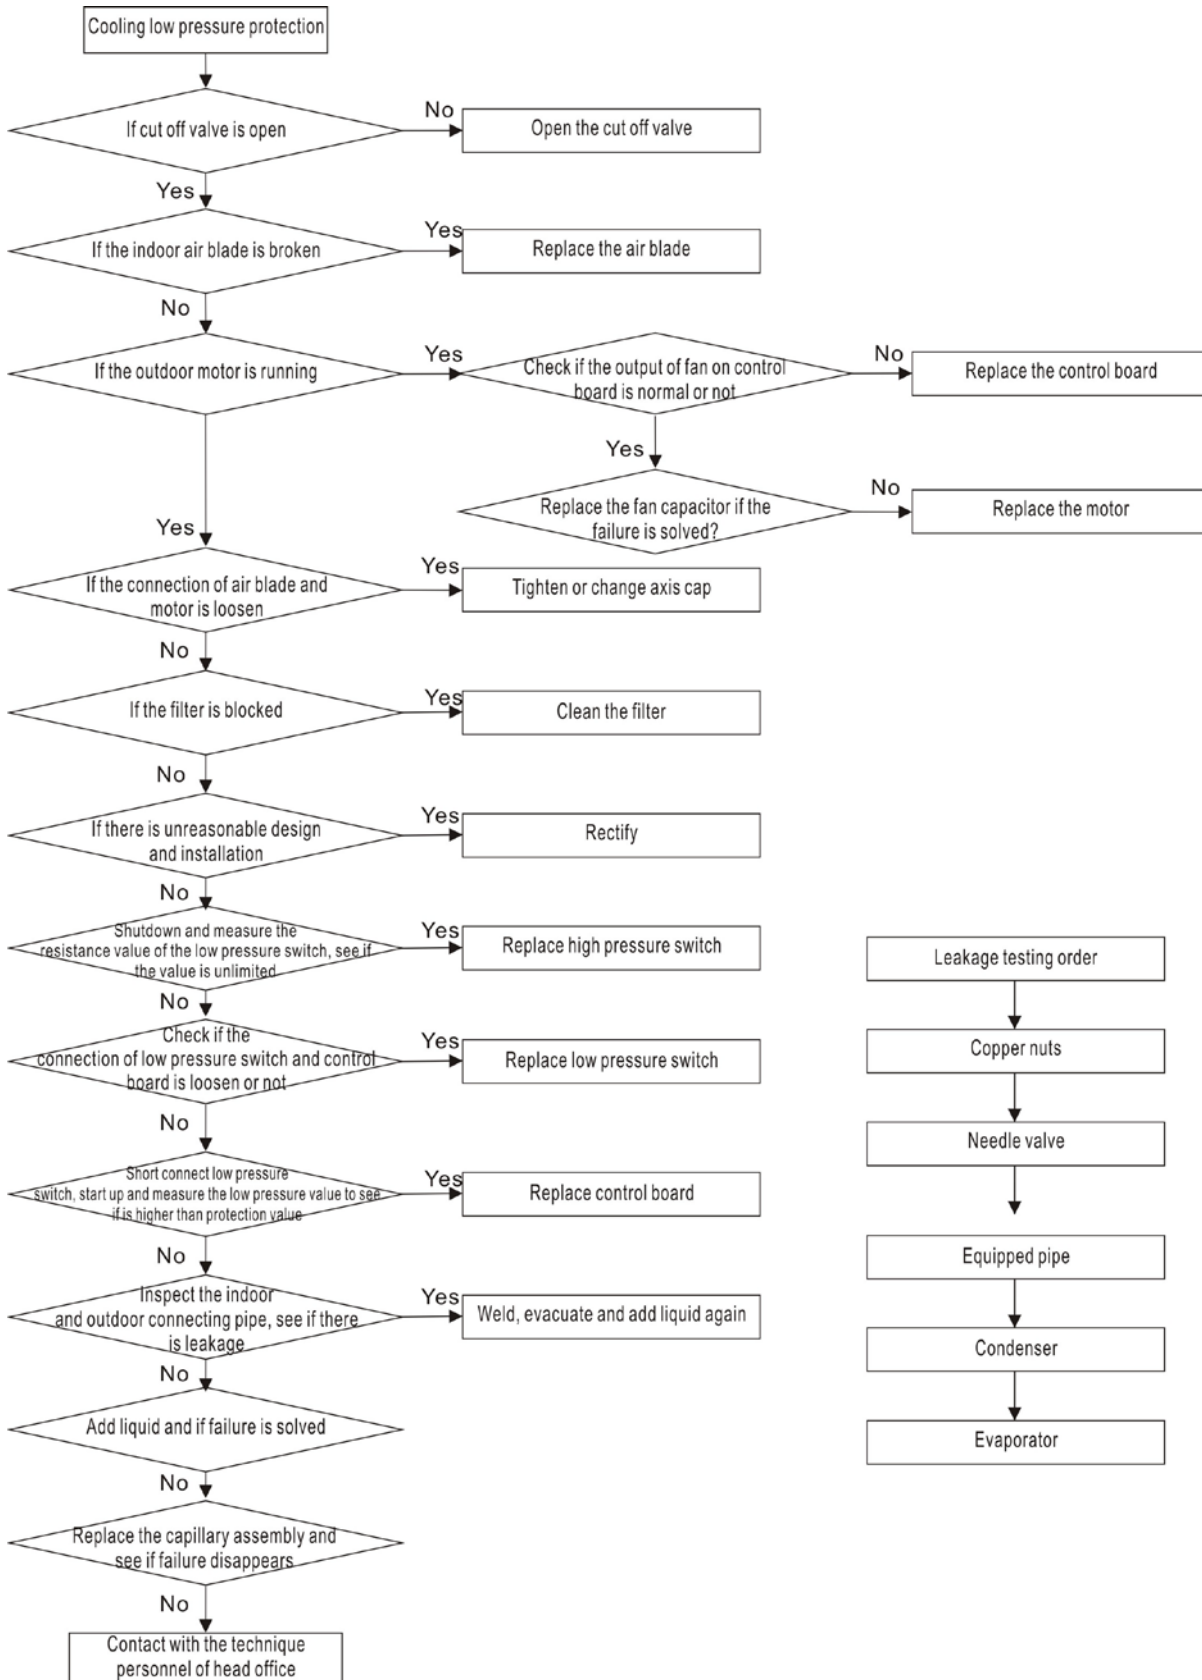 Cooling low pressure protection
If cut off valve is open
No
Open the cut off valve
Yes
If the indoor air blade is broken
Yes
Replace the air blade
No
If the outdoor motor is running
Yes
Check if the output of fan on control
board is normal or not
No
Replace the control board
Yes
Replace the fan capacitor if the
failure is solved?
No
Replace the motor
Yes
If the connection of air blade and
motor is loosen
Yes
Tighten or change axis cap
No
If the filter is blocked
Yes
Clean the filter
No
If there is unreasonable design
and installation
Yes
Rectify
No
Shutdown and measure the
resistance value of the low pressure switch, see if
the value is unlimited
Yes
Replace high pressure switch
No
Check if the
connection of low pressure switch and control
board is loosen or not
Yes
Replace low pressure switch
No
Short connect low pressure
switch, start up and measure the low pressure value to see
if is higher than protection value
Yes
Replace control board
No
Inspect the indoor
and outdoor connecting pipe, see if there
is leakage
Yes
Weld, evacuate and add liquid again
No
Add liquid and if failure is solved
No
Replace the capillary assembly and
see if failure disappears
No
Contact with the technique
personnel of head office
Leakage testing order
Copper nuts
Needle valve
Equipped pipe
Condenser
Evaporator